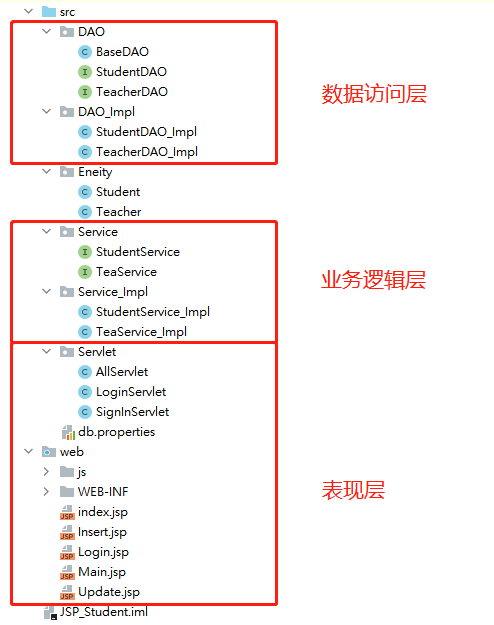 src
DAO
BaseDAO
StudentDAO
TeacherDAO
数据访问层
DAO_Impl
StudentDAO_Impl
TeacherDAO_Impl
Eneity
Student
Teacher
Service
StudentService
TeaService
业务逻辑层
Service_Impl
StudentService_Impl
TeaService_Impl
Servlet
AllServlet
LoginServlet
SignInServlet
db.properties
web
js
表现层
WEB-INF
index.jsp
Insert.jsp
Login.jsp
Main.jsp
Update.jsp
JSP_Student.iml